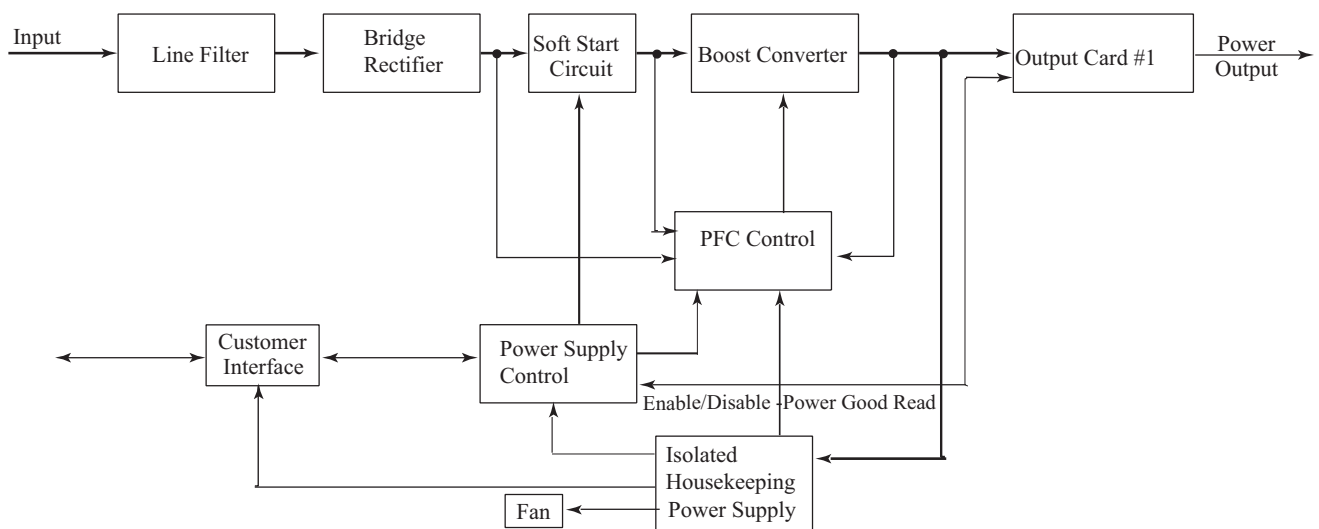 Input
Line Filter
Bridge
Rectifier
Soft Start
Circuit
Boost Converter
Output Card #1
Power
Output
PFC Control
Customer
Interface
Power Supply
Control
Enable/Disable -Power Good Read
Isolated
Housekeeping
Power Supply
Fan